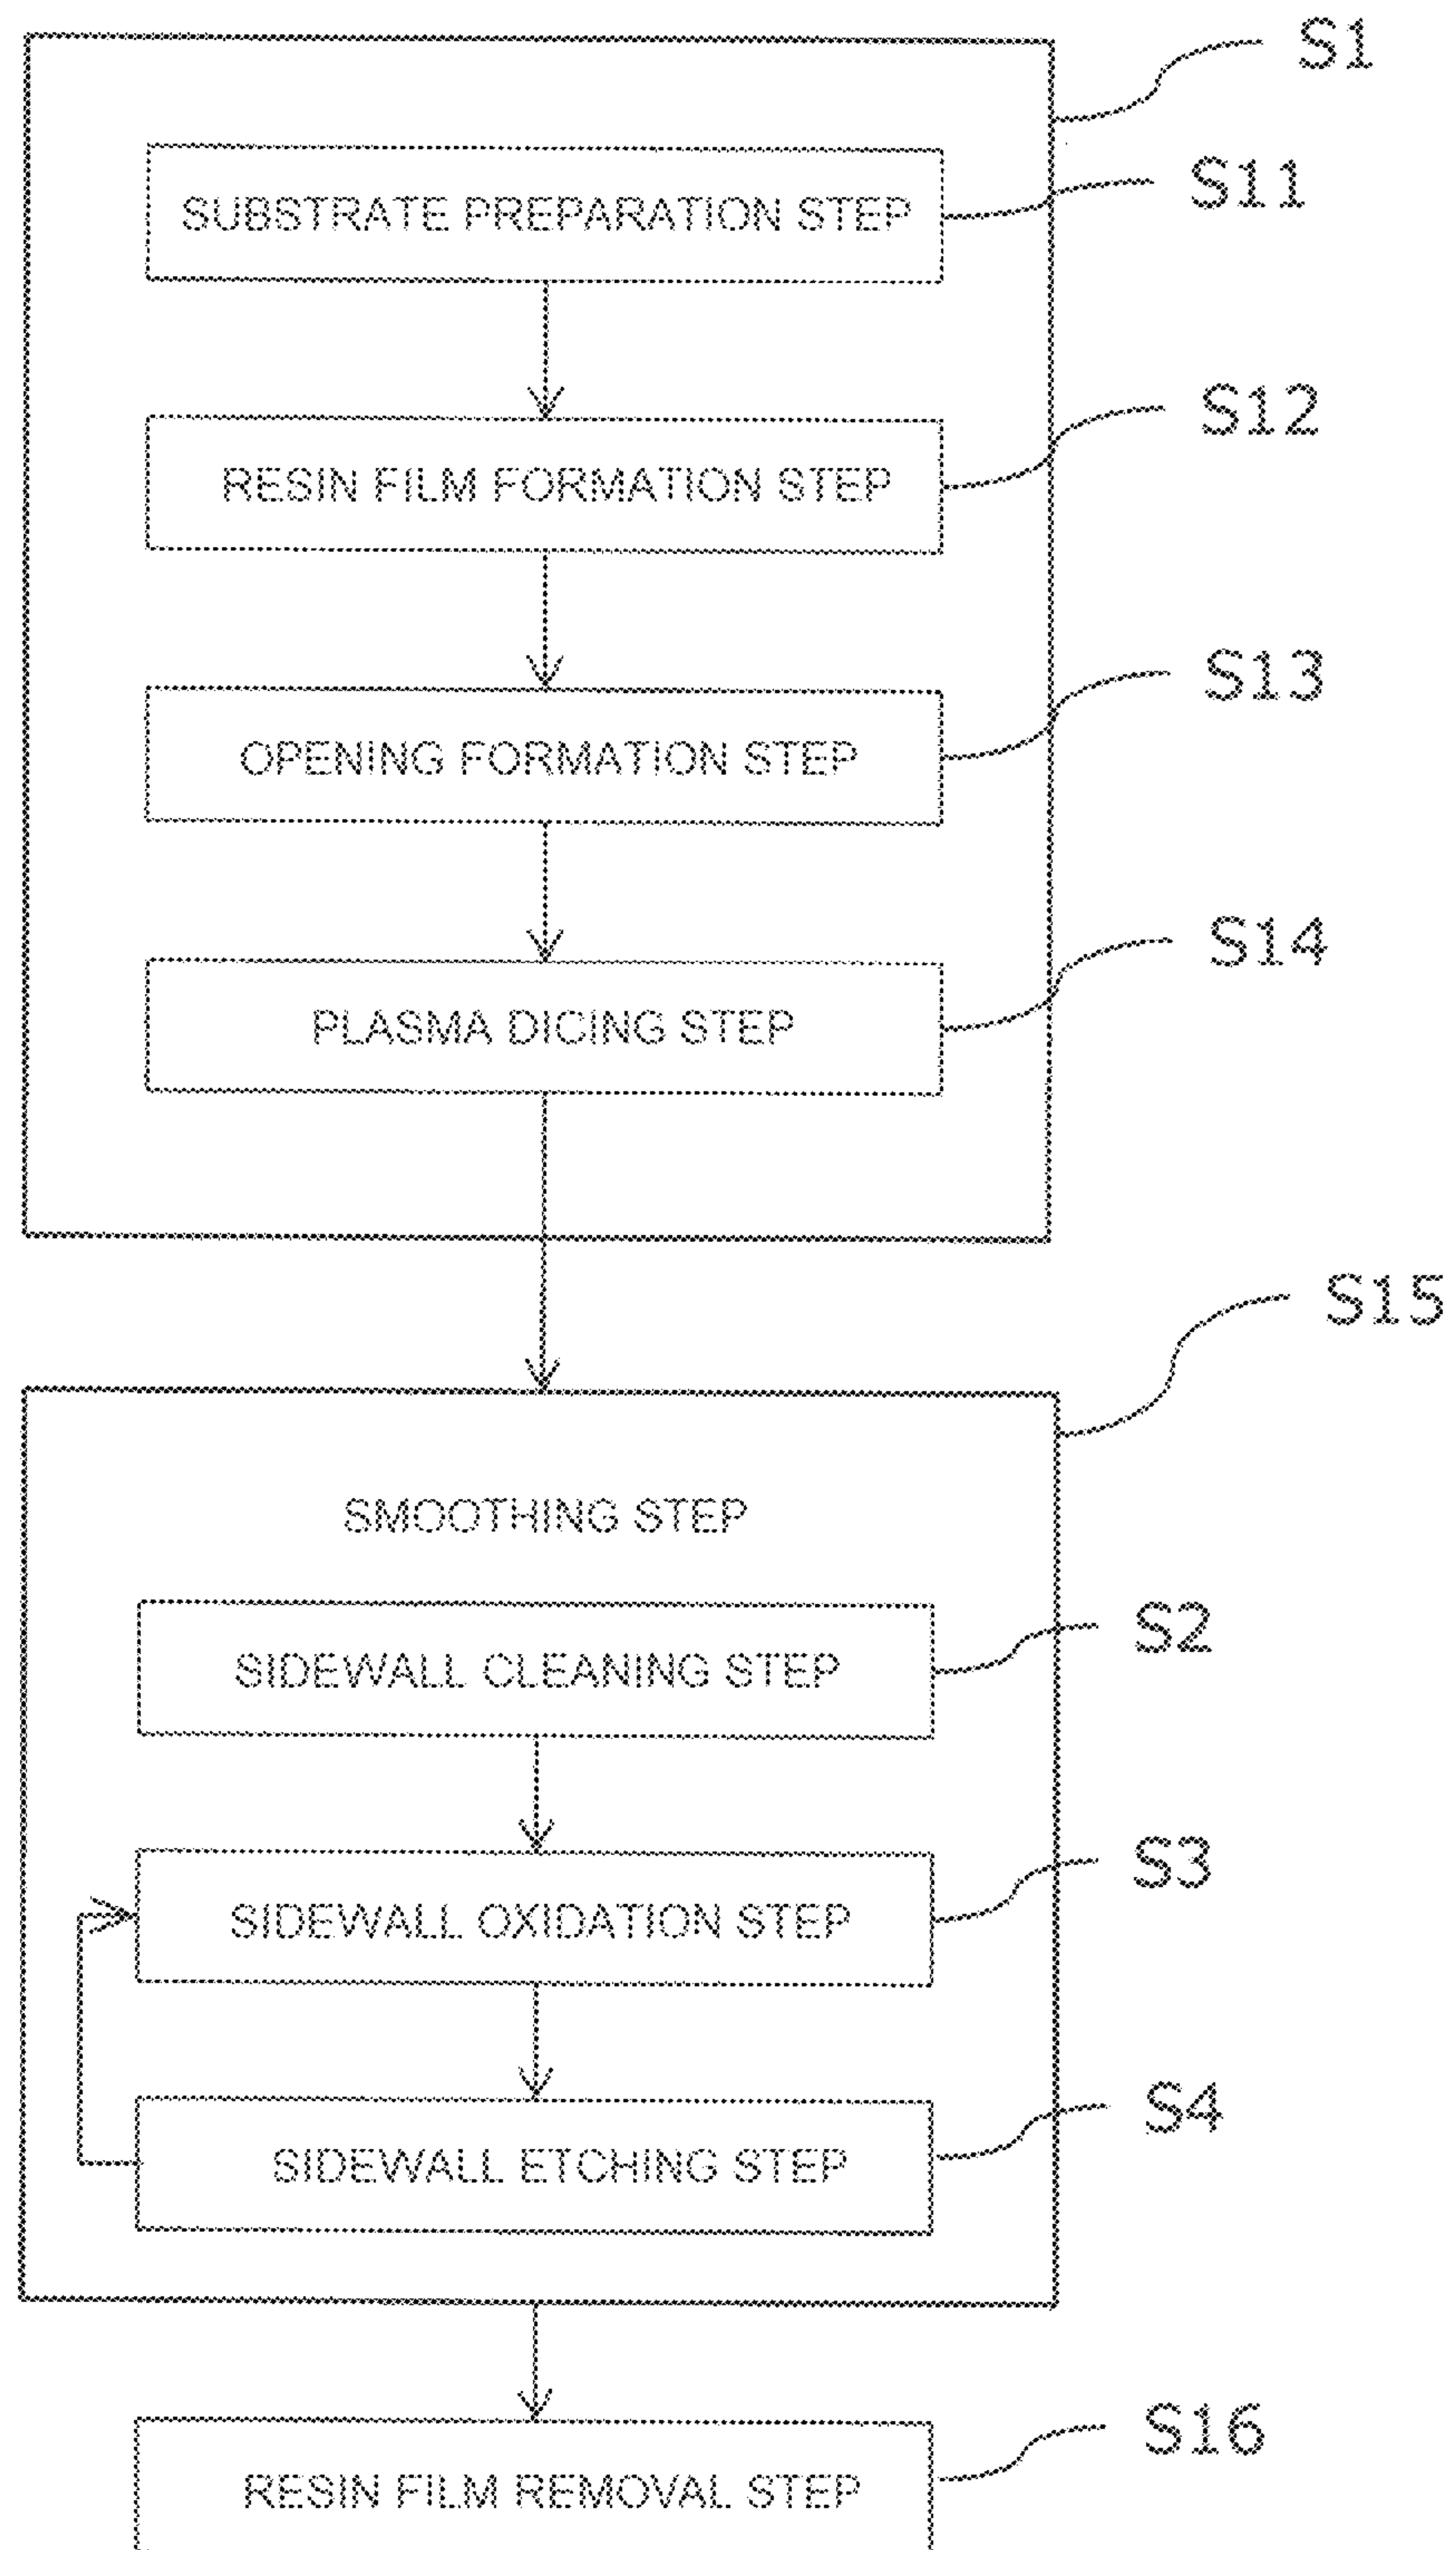 S1
SUBSTRATE PREPARATION STEP
S11
RESIN FILM FORMATION STEP
S12
OPENING FORMATION STEP
S13
PLASMA DICING STEP
S14
S15
SMOOTHING STEP
SIDEWALL CLEANING STEP
S2
SIDEWALL OXIDATION STEP
S3
SIDEWALL ETCHING STEP
S4
RESIN FILM REMOVAL STEP
S16